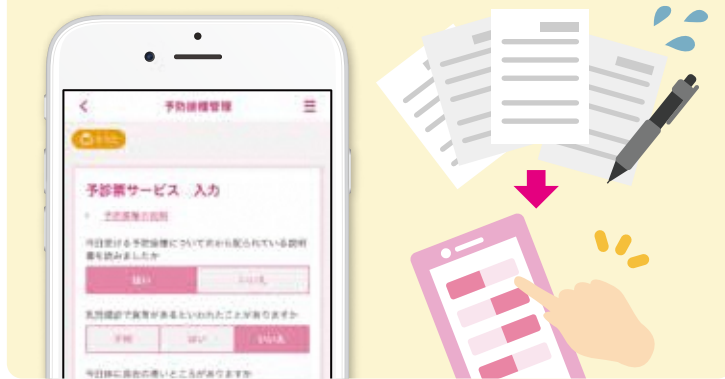 予防接種管理
予診票サービス 入力
予防接種の説明
今日受ける予防接種について市から配られている説明
書を読みましたか
はい いいえ
乳児健診で異常があるといわれたことがありますか
不明 はい いいえ
今日体に具合の悪いところがありますか